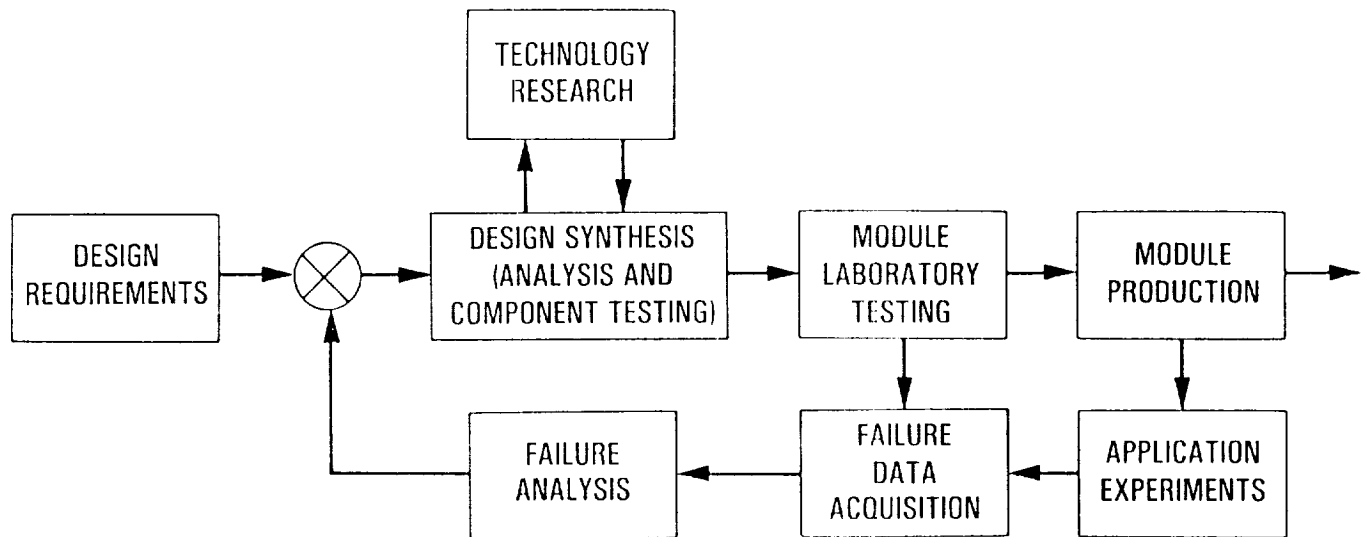 TECHNOLOGY
RESEARCH
DESIGN
REQUIREMENTS
DESIGN SYNTHESIS
(ANALYSIS AND
COMPONENT TESTING)
MODULE
LABORATORY
TESTING
MODULE
PRODUCTION
FAILURE
ANALYSIS
FAILURE
DATA
ACQUISITION
APPLICATION
EXPERIMENTS